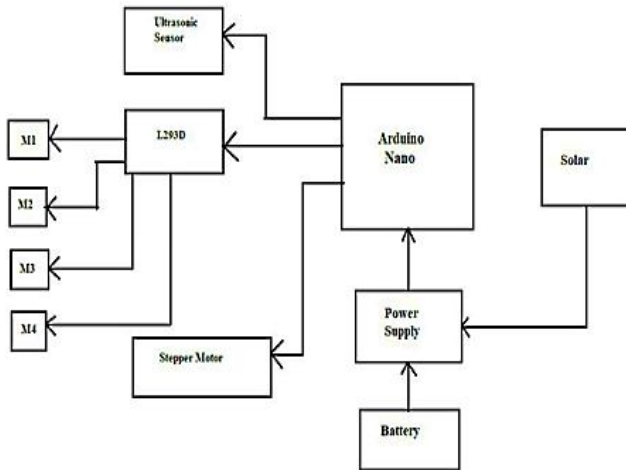 Ultrasonic
Sensor
L293D
Arduino
Nano
Solar
M1
M2
M3
M4
Power
Supply
Stepper Motor
Battery